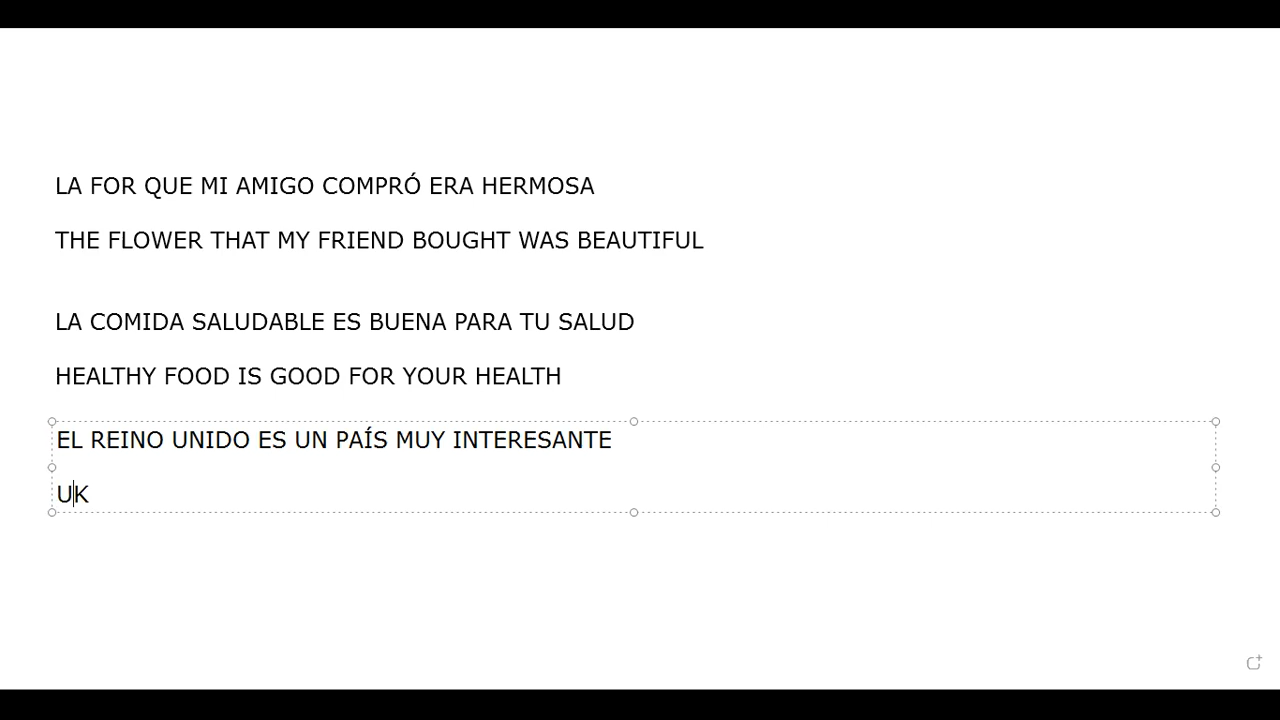 LA FOR QUE MI AMIGO COMPRÓ ERA HERMOSA
THE FLOWER THAT MY FRIEND BOUGHT WAS BEAUTIFUL
LA COMIDA SALUDABLE ES BUENA PARA TU SALUD
HEALTHY FOOD IS GOOD FOR YOUR HEALTH
EL REINO UNIDO ES UN PAÍS MUY INTERESANTE
UK